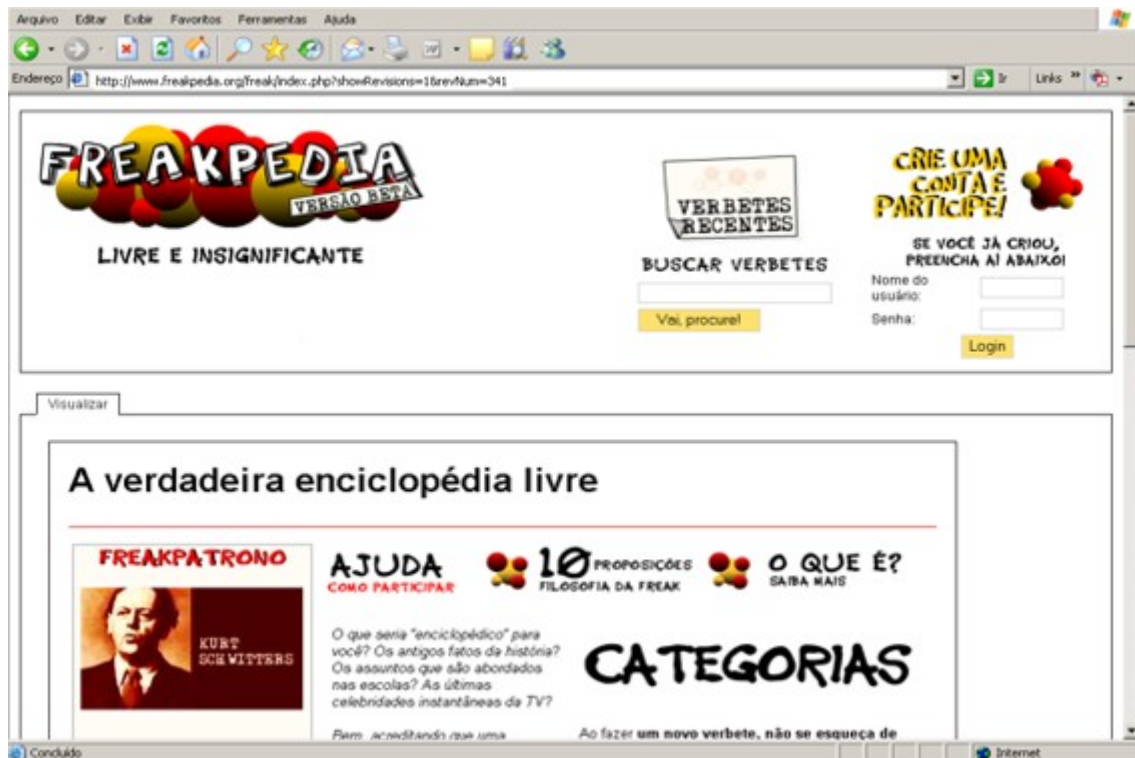 Arquivo Editar Exibir Favoritos Ferramentas Ajuda
Endereço http://www.freakpedia.org/freak/index.php?showRevisions=1&revNum=341 Ir Links »
FREAKPEDIA
VERSÃO BETA
LIVRE E INSIGNIFICANTE
VERBETES
RECENTES
BUSCAR VERBETES
Vai, procure!
CRIE UMA
CONTA E
PARTICIPE!
SE VOCÊ JÁ CRIOU,
PREENCHA AÍ ABAIXO!
Nome do
usuário:
Senha:
Login
Visualizar
A verdadeira enciclopédia livre
FREAKPATRONO
KURT
SCHWITTERS
AJUDA
COMO PARTICIPAR
10 PROPOSIÇÕES
FILOSOFIA DA FREAK
O QUE É?
SAIBA MAIS
O que seria "enciclopédico" para
você? Os antigos fatos da história?
Os assuntos que são abordados
nas escolas? As últimas
celebridades instantâneas da TV?
Bem, acreditando que uma
CATEGORIAS
Ao fazer um novo verbete, não se esqueça de
Concluído Internet